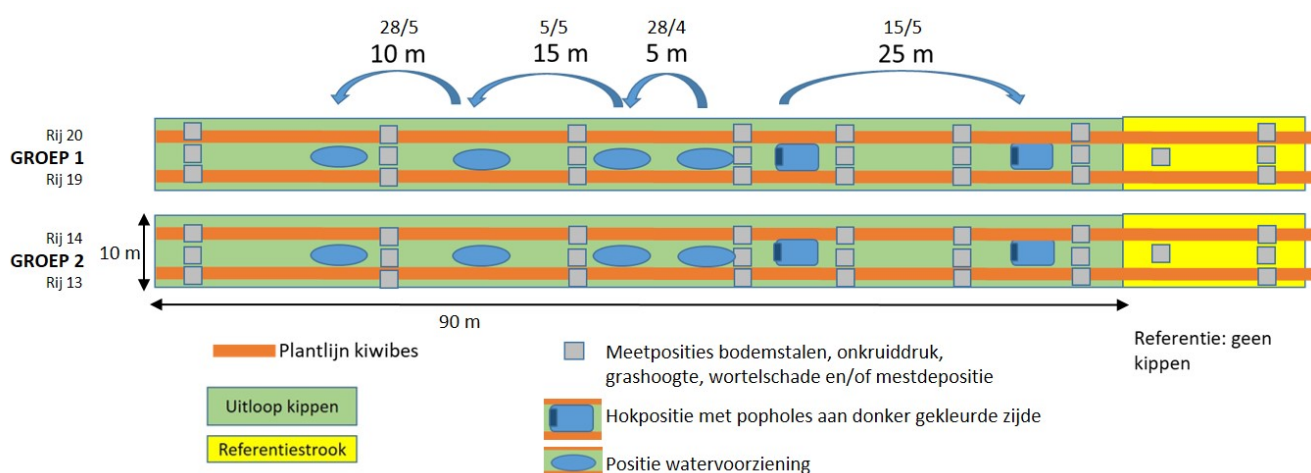 28/5
10 m
5/5
15 m
28/4
5 m
15/5
25 m
Rij 20
GROEP 1
Rij 19
Rij 14
GROEP 2
Rij 13
10 m
90 m
Plantlijn kiwibes
Uitloop kippen
Referentiestrook
Meetposities bodemstalen, onkruiddruk,
grashoogte, wortelschade en/of mestdepositie
Hokpositie met popholes aan donker gekleurde zijde
Positie watervoorziening
Referentie: geen
kippen